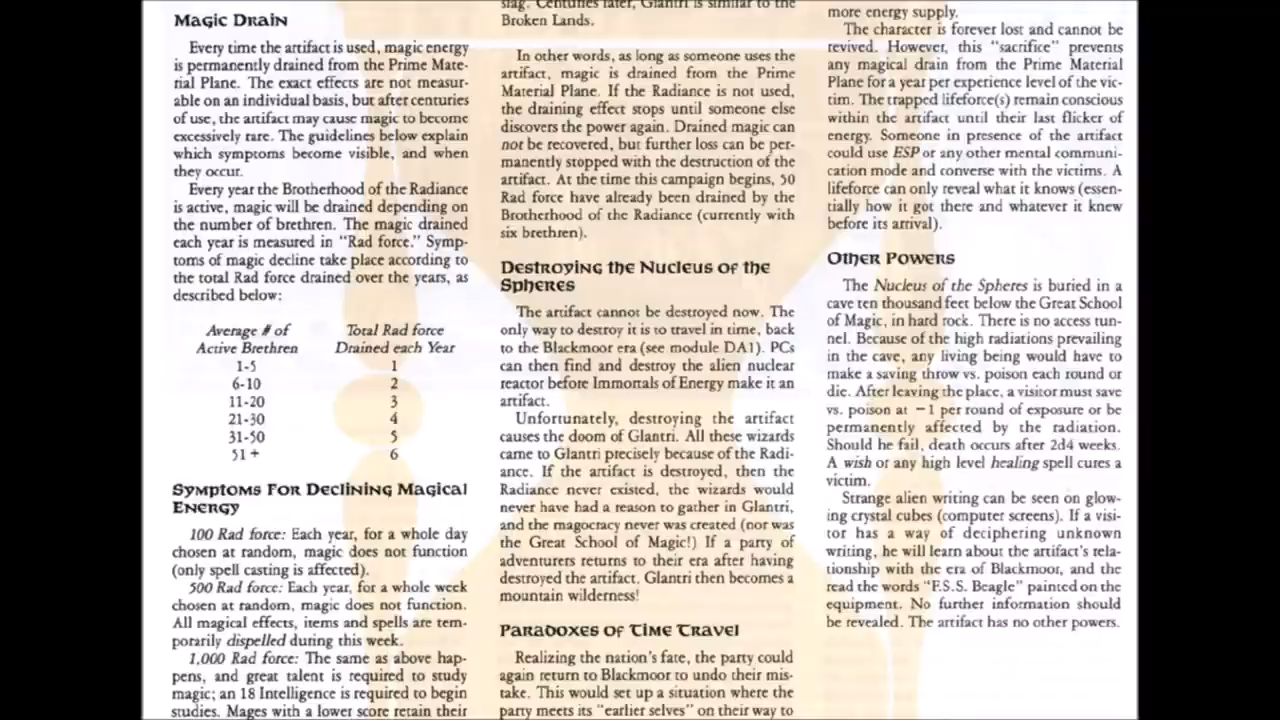 Magic Drain
Every time the artifact is used, magic energy
is permanently drained from the Prime Mate-
rial Plane. The exact effects are not measur-
able on an individual basis, but after centuries
of use, the artifact may cause magic to become
excessively rare. The guidelines below explain
which symptoms become visible, and when
they occur.
Every year the Brotherhood of the Radiance
is active, magic will be drained depending on
the number of brethren. The magic drained
each year is measured in "Rad force." Symp-
toms of magic decline take place according to
the total Rad force drained over the years, as
described below:
Average # of Total Rad force
Active Brethren Drained each Year
1-5 1
6-10 2
11-20 3
21-30 4
31-50 5
51 + 6
Symptoms For Declining Magical
Energy
100 Rad force: Each year, for a whole day
chosen at random, magic does not function
(only spell casting is affected).
500 Rad force: Each year, for a whole week
chosen at random, magic does not function.
All magical effects, items and spells are tem-
porarily dispelled during this week.
1,000 Rad force: The same as above hap-
pens, and great talent is required to study
magic; an 18 Intelligence is required to begin
studies. Mages with a lower score retain their
slag. Centuries later, Glantri is similar to the
Broken Lands.
In other words, as long as someone uses the
artifact, magic is drained from the Prime
Material Plane. If the Radiance is not used,
the draining effect stops until someone else
discovers the power again. Drained magic can
not be recovered, but further loss can be per-
manently stopped with the destruction of the
artifact. At the time this campaign begins, 50
Rad force have already been drained by the
Brotherhood of the Radiance (currently with
six brethren).
Destroying the Nucleus of the
Spheres
The artifact cannot be destroyed now. The
only way to destroy it is to travel in time, back
to the Blackmoor era (see module DA1). PCs
can then find and destroy the alien nuclear
reactor before Immortals of Energy make it an
artifact.
Unfortunately, destroying the artifact
causes the doom of Glantri. All these wizards
came to Glantri precisely because of the Radi-
ance. If the artifact is destroyed, then the
Radiance never existed, the wizards would
never have had a reason to gather in Glantri,
and the magocracy never was created (nor was
the Great School of Magic!) If a party of
adventurers returns to their era after having
destroyed the artifact, Glantri then becomes a
mountain wilderness!
Paradoxes of Time Travel
Realizing the nation's fate, the party could
again return to Blackmoor to undo their mis-
take. This would set up a situation where the
party meets its "earlier selves" on their way to
more energy supply.
The character is forever lost and cannot be
revived. However, this "sacrifice" prevents
any magical drain from the Prime Material
Plane for a year per experience level of the vic-
tim. The trapped lifeforce(s) remain conscious
within the artifact until their last flicker of
energy. Someone in presence of the artifact
could use ESP or any other mental communi-
cation mode and converse with the victims. A
lifeforce can only reveal what it knows (essen-
tially how it got there and whatever it knew
before its arrival).
Other Powers
The Nucleus of the Spheres is buried in a
cave ten thousand feet below the Great School
of Magic, in hard rock. There is no access tun-
nel. Because of the high radiations prevailing
in the cave, any living being would have to
make a saving throw vs. poison each round or
die. After leaving the place, a visitor must save
vs. poison at −1 per round of exposure or be
permanently affected by the radiation.
Should he fail, death occurs after 2d4 weeks.
A wish or any high level healing spell cures a
victim.
Strange alien writing can be seen on glow-
ing crystal cubes (computer screens). If a visi-
tor has a way of deciphering unknown
writing, he will learn about the artifact's rela-
tionship with the era of Blackmoor, and the
read the words "F.S.S. Beagle" painted on the
equipment. No further information should
be revealed. The artifact has no other powers.